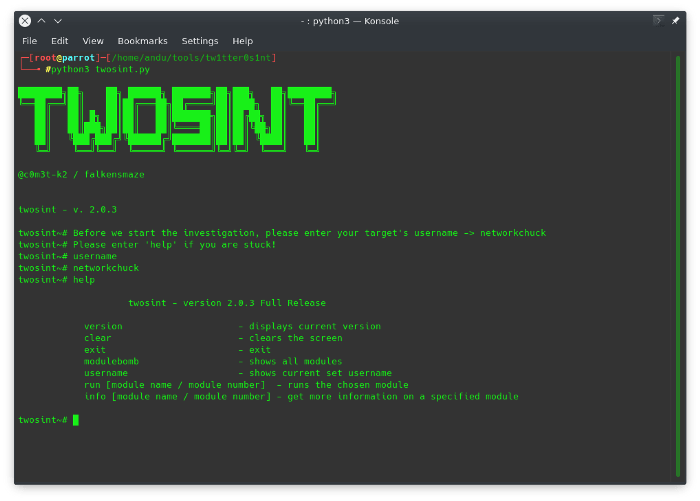 - : python3 — Konsole
File Edit View Bookmarks Settings Help
┌─[root@parrot]─[/home/andu/tools/tw1tter0s1nt]
└──╼ #python3 twosint.py
TWOSINT
@c0m3t-k2 / falkensmaze
twosint - v. 2.0.3
twosint~# Before we start the investigation, please enter your target's username -> networkchuck
twosint~# Please enter 'help' if you are stuck!
twosint~# username
twosint~# networkchuck
twosint~# help
twosint - version 2.0.3 Full Release
version - displays current version
clear - clears the screen
exit - exit
modulebomb - shows all modules
username - shows current set username
run [module name / module number] - runs the chosen module
info [module name / module number] - get more information on a specified module
twosint~#